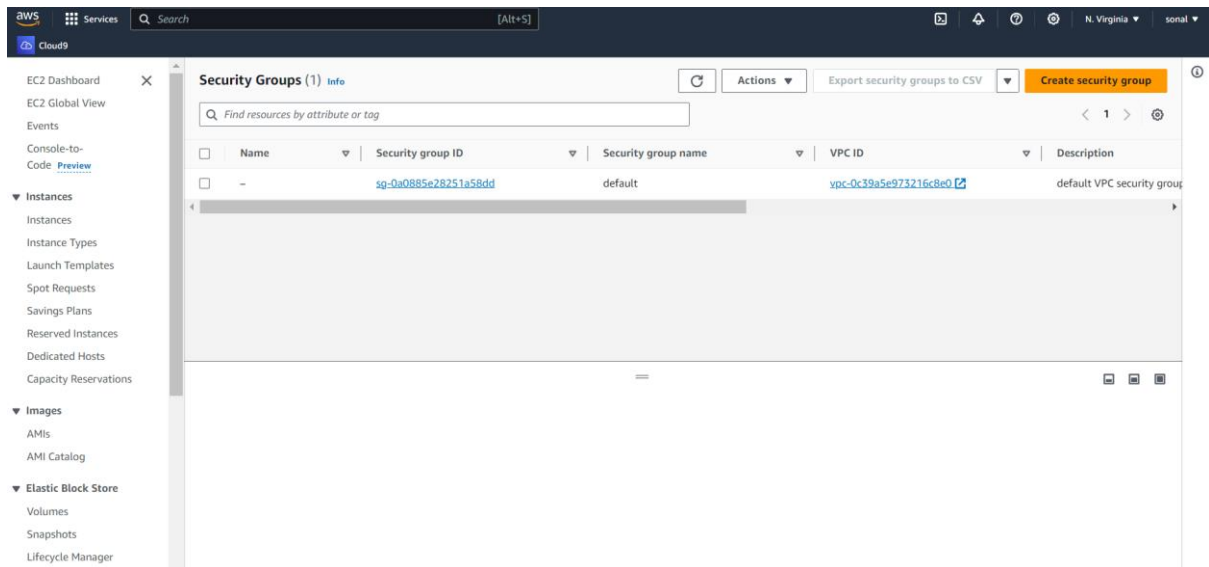 aws Services Search [Alt+S] N. Virginia ▼ sonal ▼
Cloud9
EC2 Dashboard
EC2 Global View
Events
Console-to-
Code Preview
Instances
Instances
Instance Types
Launch Templates
Spot Requests
Savings Plans
Reserved Instances
Dedicated Hosts
Capacity Reservations
Images
AMIs
AMI Catalog
Elastic Block Store
Volumes
Snapshots
Lifecycle Manager
Security Groups (1) Info
Actions ▼ Export security groups to CSV ▼ Create security group
Find resources by attribute or tag
< 1 >
Name Security group ID Security group name VPC ID Description
– sg-0a0885e28251a58dd default vpc-0c39a5e973216c8e0 default VPC security group